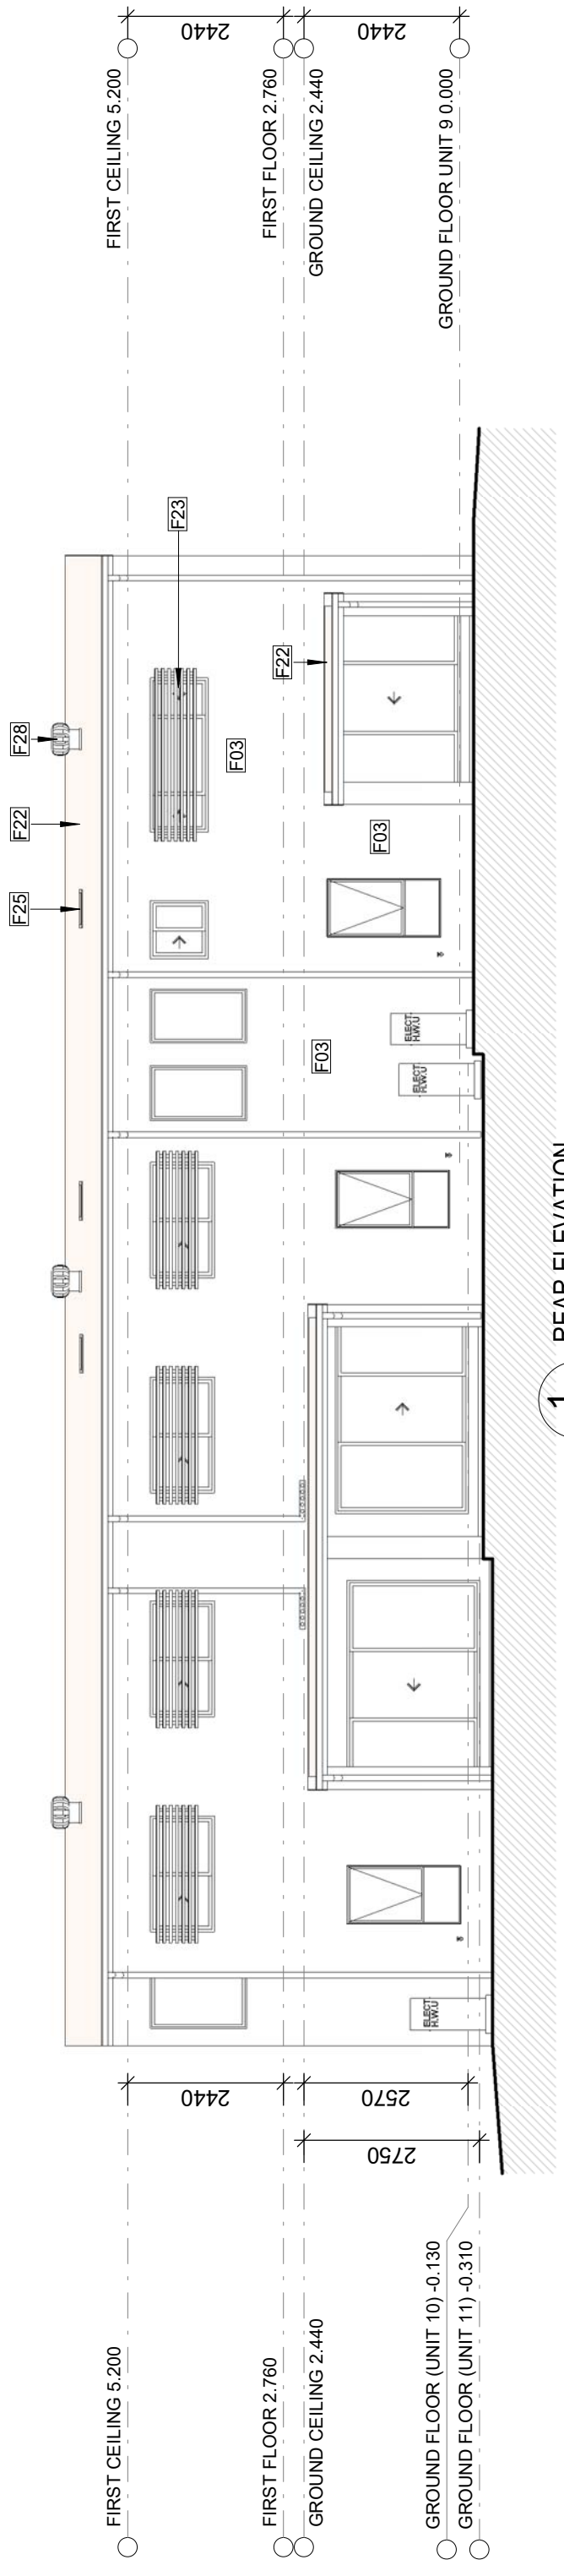 FIRST CEILING 5.200
FIRST FLOOR 2.760
GROUND CEILING 2.440
GROUND FLOOR (UNIT 10) -0.130
GROUND FLOOR (UNIT 11) -0.310
2440
2570
2750
ELECT.
H.W.U
F25
F22
F28
F23
F03
F22
F03
F03
ELECT.
H.W.U
ELECT.
H.W.U
FIRST CEILING 5.200
FIRST FLOOR 2.760
GROUND CEILING 2.440
GROUND FLOOR UNIT 9 0.000
2440
2440
1
REAR ELEVATION